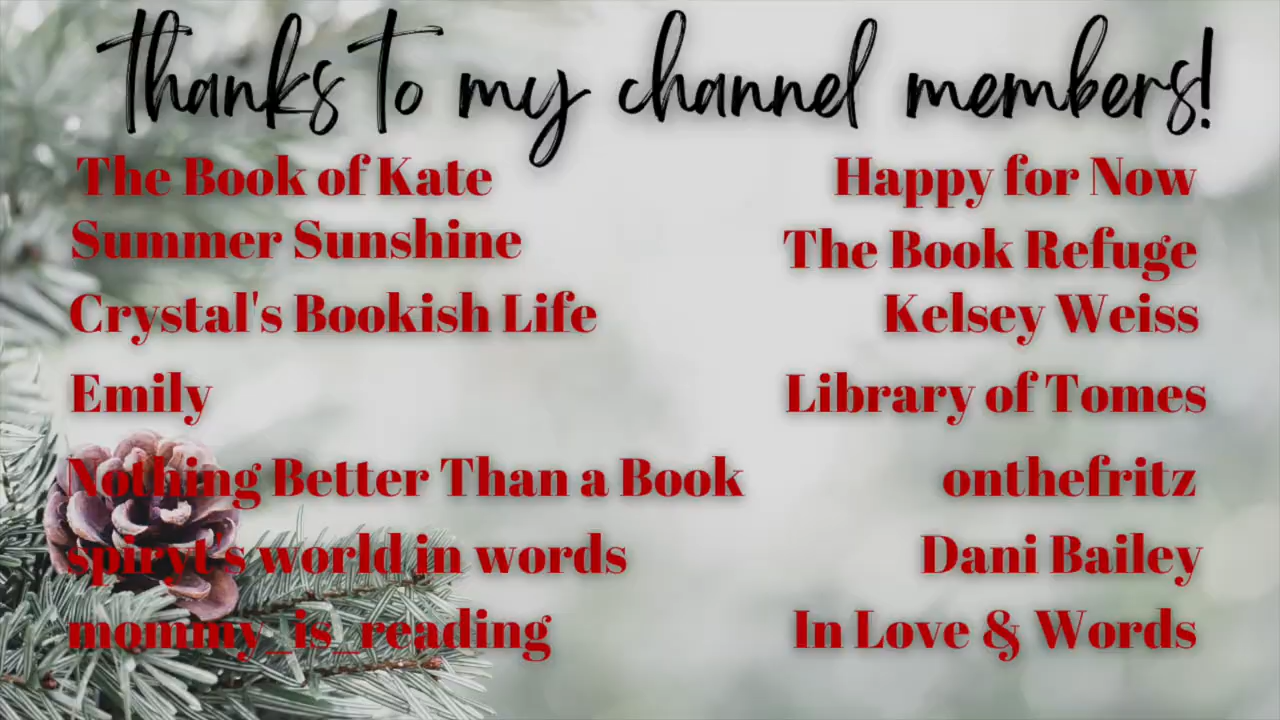 thanks to my channel members!
The Book of Kate
Summer Sunshine
Crystal's Bookish Life
Emily
Nothing Better Than a Book
spiryt's world in words
mommy_is_reading
Happy for Now
The Book Refuge
Kelsey Weiss
Library of Tomes
onthefritz
Dani Bailey
In Love & Words